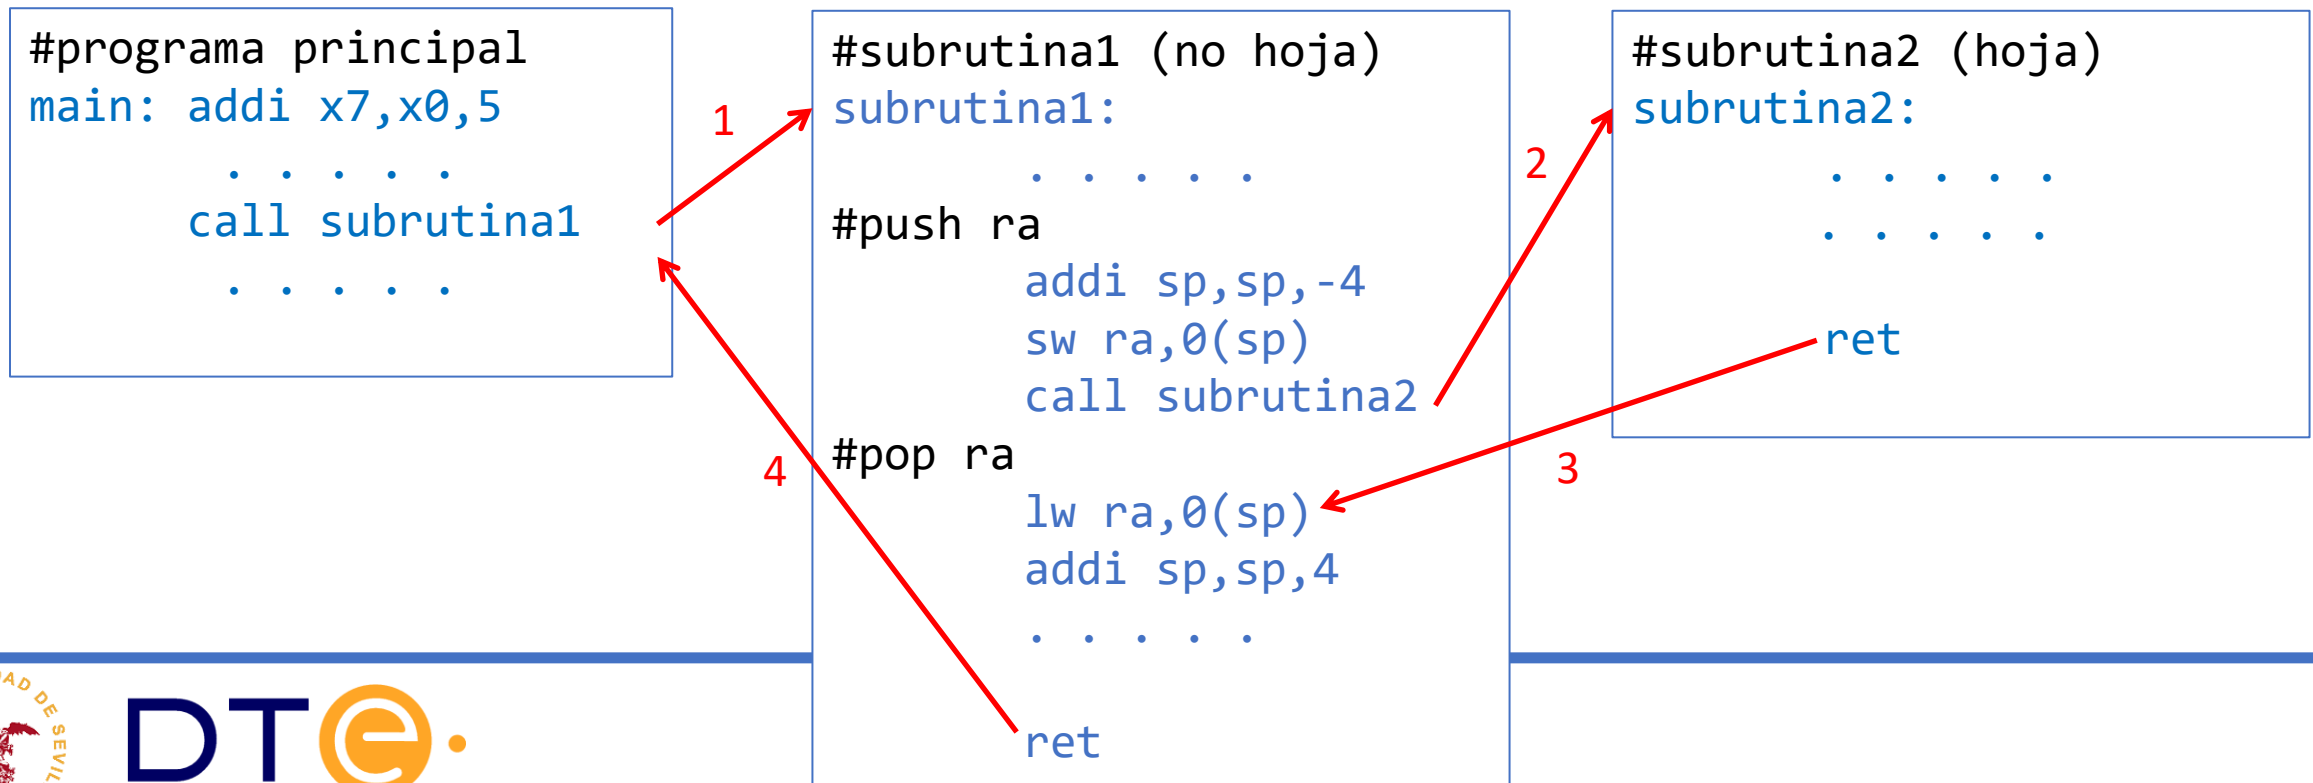 #programa principal
main: addi x7,x0,5
. . . . .
call subrutina1
. . . . .
1
#subrutina1 (no hoja)
subrutina1:
. . . . .
#push ra
addi sp,sp,-4
sw ra,0(sp)
call subrutina2
#pop ra
lw ra,0(sp)
addi sp,sp,4
. . . . .
ret
2
#subrutina2 (hoja)
subrutina2:
. . . . .
. . . . .
ret
3
4
DE
DTe.